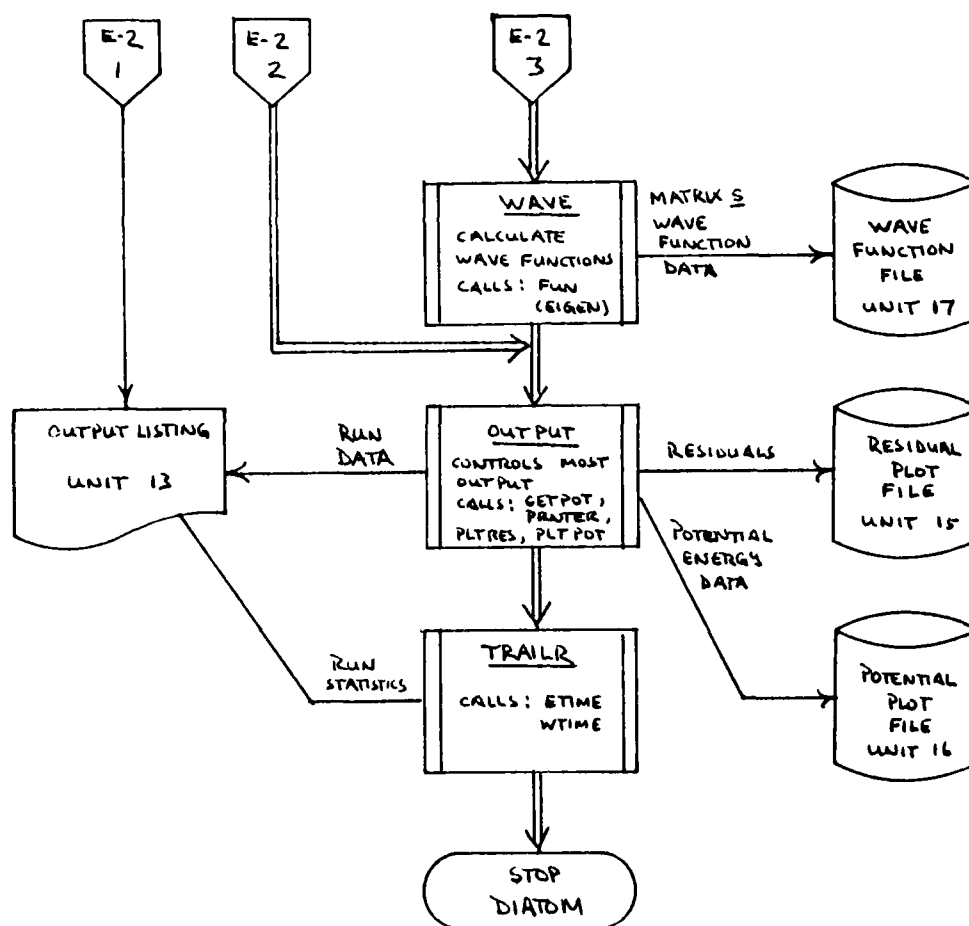 E-2
1
E-2
2
E-2
3
WAVE
CALCULATE
WAVE FUNCTIONS
CALLS: FUN
(EIGEN)
MATRIX S
WAVE
FUNCTION
DATA
WAVE
FUNCTION
FILE
UNIT 17
OUTPUT LISTING
UNIT 13
RUN
DATA
OUTPUT
CONTROLS MOST
OUTPUT
CALLS: GETPOT,
PRNTER,
PLTRES, PLTPOT
RESIDUALS
RESIDUAL
PLOT
FILE
UNIT 15
POTENTIAL
ENERGY
DATA
RUN
STATISTICS
TRAILR
CALLS: ETIME
WTIME
POTENTIAL
PLOT
FILE
UNIT 16
STOP
DIATOM